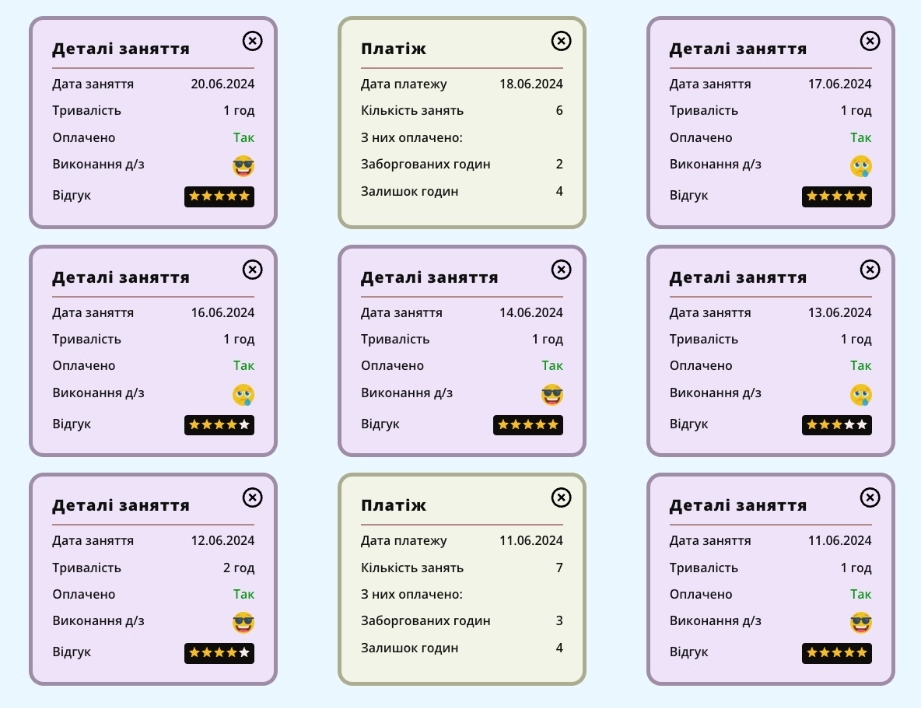 Деталі заняття
Дата заняття 20.06.2024
Тривалість 1 год
Оплачено Так
Виконання д/з
Відгук
Платіж
Дата платежу 18.06.2024
Кількість занять 6
З них оплачено:
Заборгованих годин 2
Залишок годин 4
Деталі заняття
Дата заняття 17.06.2024
Тривалість 1 год
Оплачено Так
Виконання д/з
Відгук
Деталі заняття
Дата заняття 16.06.2024
Тривалість 1 год
Оплачено Так
Виконання д/з
Відгук
Деталі заняття
Дата заняття 14.06.2024
Тривалість 1 год
Оплачено Так
Виконання д/з
Відгук
Деталі заняття
Дата заняття 13.06.2024
Тривалість 1 год
Оплачено Так
Виконання д/з
Відгук
Деталі заняття
Дата заняття 12.06.2024
Тривалість 2 год
Оплачено Так
Виконання д/з
Відгук
Платіж
Дата платежу 11.06.2024
Кількість занять 7
З них оплачено:
Заборгованих годин 3
Залишок годин 4
Деталі заняття
Дата заняття 11.06.2024
Тривалість 1 год
Оплачено Так
Виконання д/з
Відгук